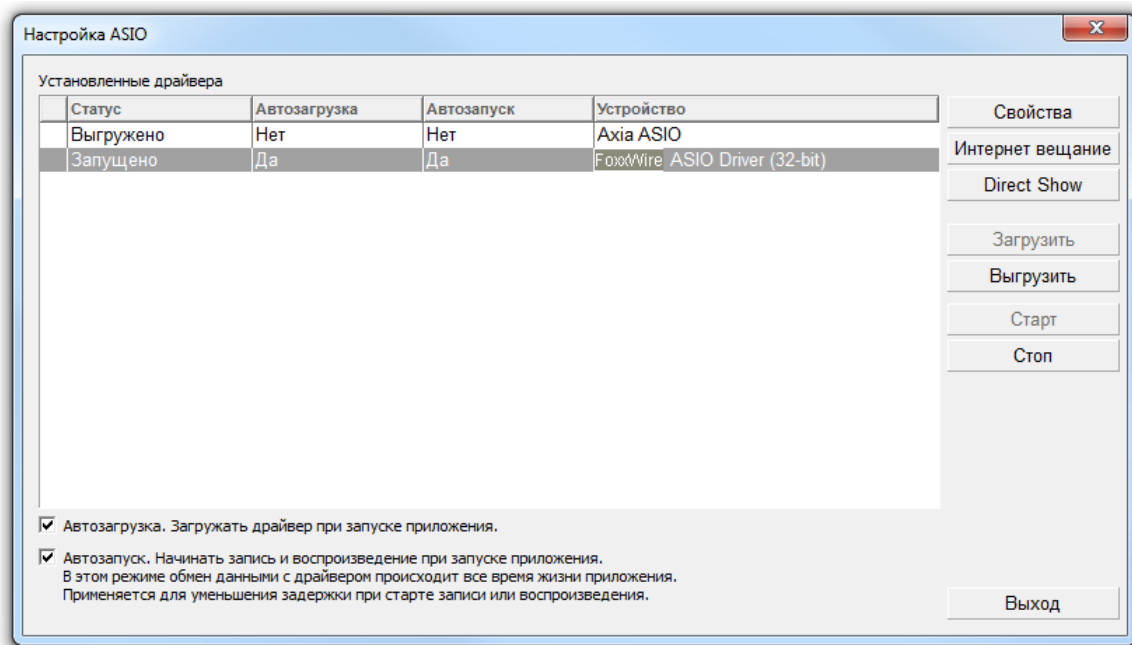 Настройка ASIO
Установленные драйвера
Статус Автозагрузка Автозапуск Устройство
Выгружено Нет Нет Axia ASIO
Запущено Да Да FoxxWire ASIO Driver (32-bit)
Свойства
Интернет вещание
Direct Show
Загрузить
Выгрузить
Старт
Стоп
Автозагрузка. Загружать драйвер при запуске приложения.
Автозапуск. Начинать запись и воспроизведение при запуске приложения.
В этом режиме обмен данными с драйвером происходит все время жизни приложения.
Применяется для уменьшения задержки при старте записи или воспроизведения.
Выход